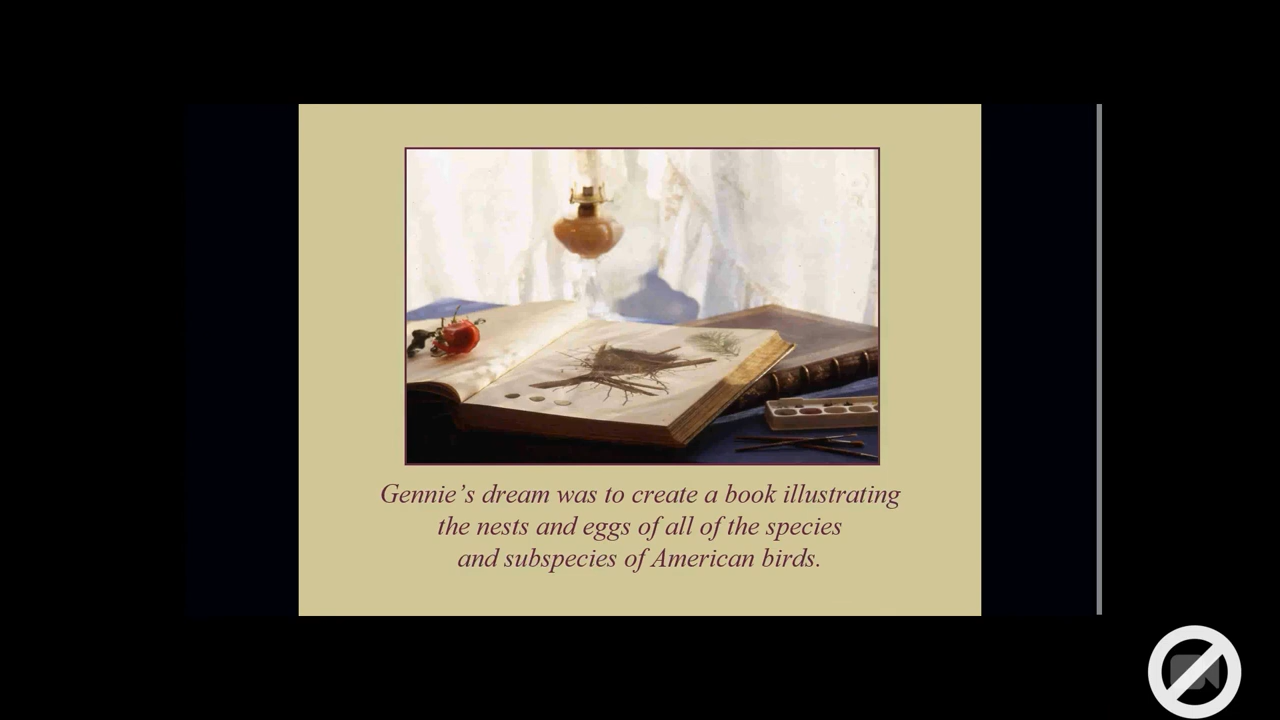 Gennie’s dream was to create a book illustrating
the nests and eggs of all of the species
and subspecies of American birds.